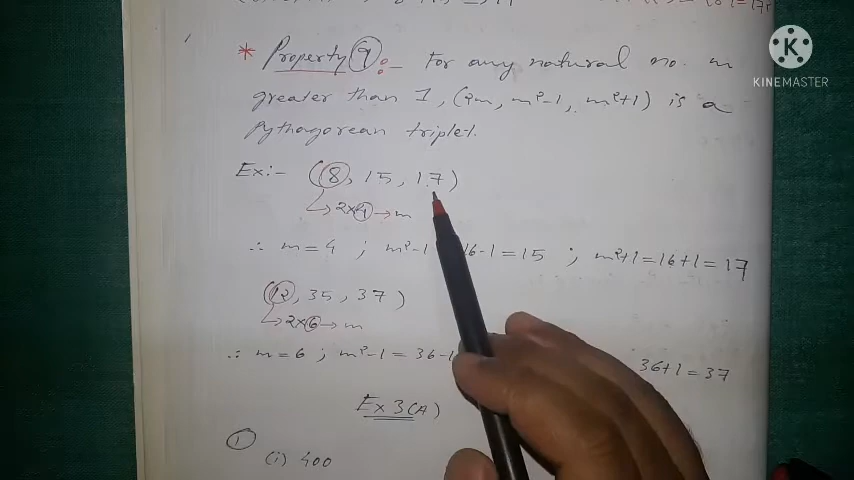 * Property 9 :- For any natural no. m
greater than 1, (2m, m²-1, m²+1) is a
Pythagorean triplet.
Ex:- (8, 15, 17)
→ 2×4 → m
∴ m = 4 ; m²-1 16-1 = 15 ; m²+1 = 16+1 = 17
(12, 35, 37)
→ 2×6 → m
∴ m = 6 ; m²-1 = 36-1 36+1 = 37
Ex 3(A)
① (i) 400
K
KINEMASTER